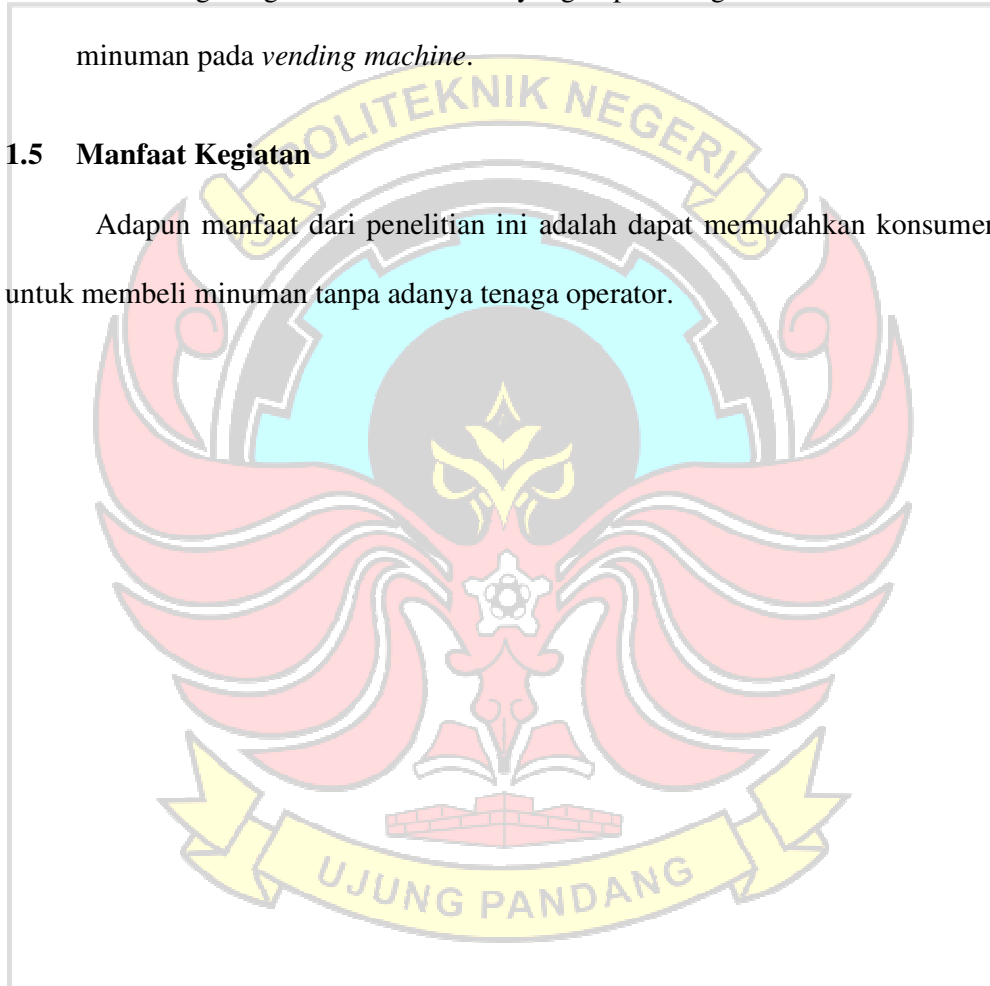 minuman pada vending machine.
POLITEKNIK NEGERI
1.5 Manfaat Kegiatan
Adapun manfaat dari penelitian ini adalah dapat memudahkan konsumen
untuk membeli minuman tanpa adanya tenaga operator.
UJUNG PANDANG